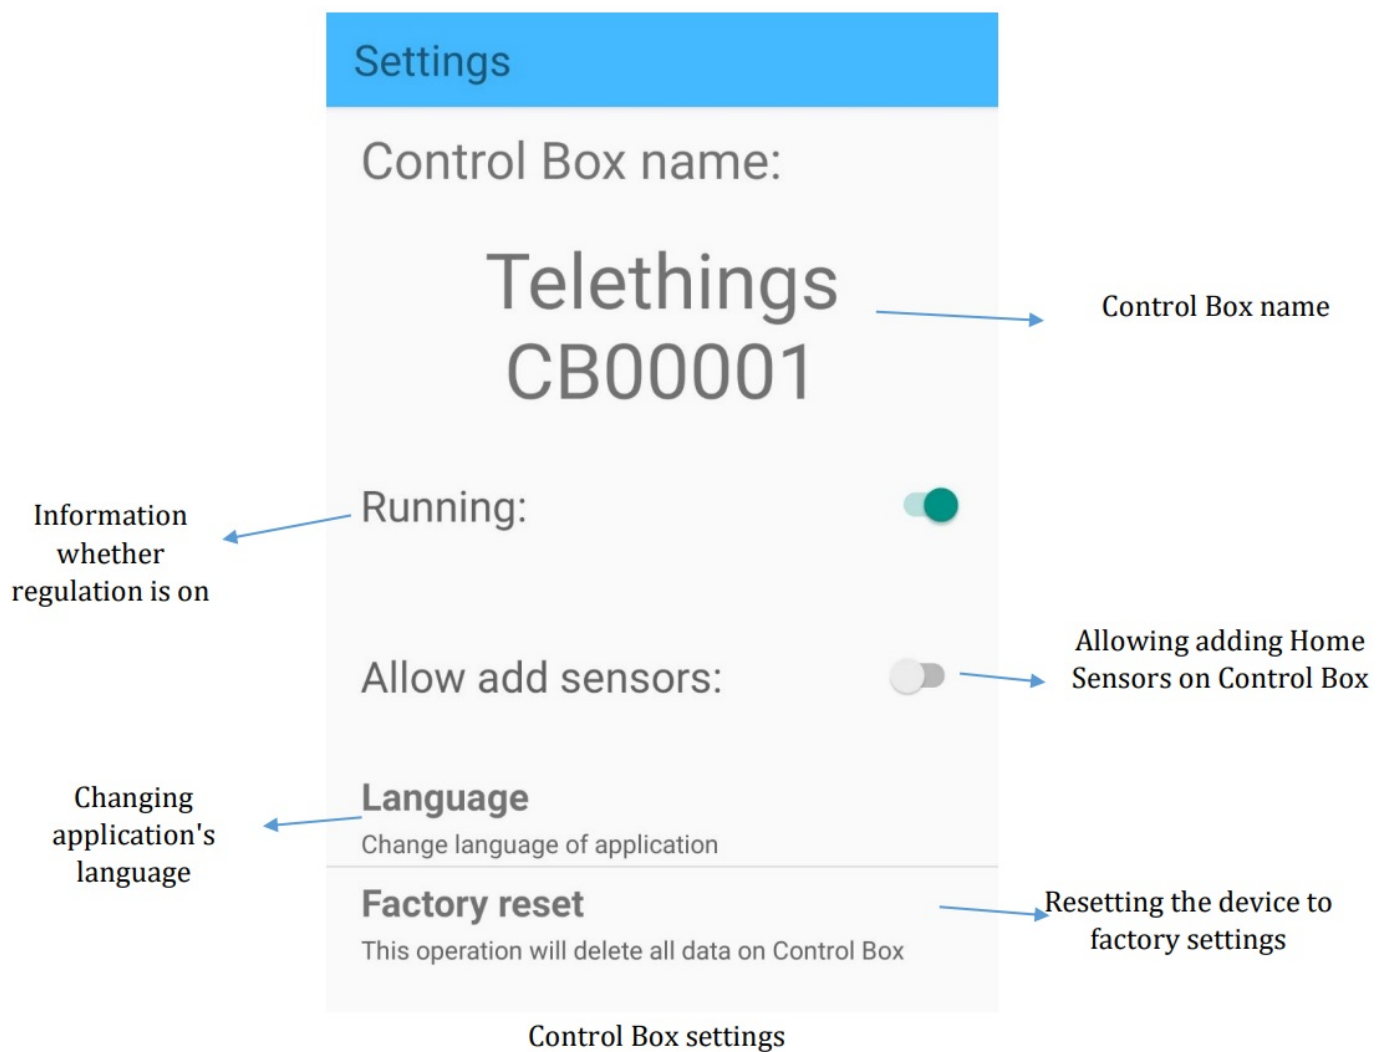 Settings
Control Box name:
Telethings
CB00001
Control Box name
Running:
Information
whether
regulation is on
Allow add sensors:
Allowing adding Home
Sensors on Control Box
Language
Change language of application
Changing
application's
language
Factory reset
This operation will delete all data on Control Box
Resetting the device to
factory settings
Control Box settings